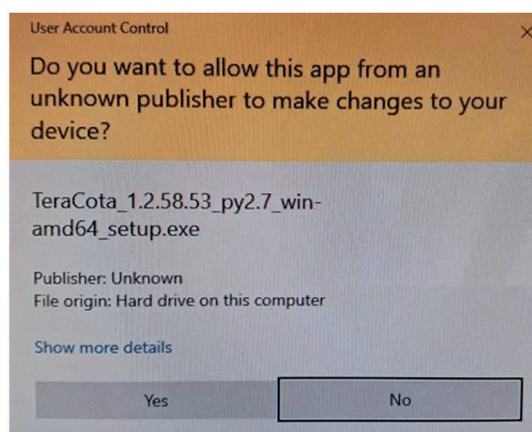 User Account Control
Do you want to allow this app from an
unknown publisher to make changes to your
device?
TeraCota_1.2.58.53_py2.7_win-
amd64_setup.exe
Publisher: Unknown
File origin: Hard drive on this computer
Show more details
Yes
No